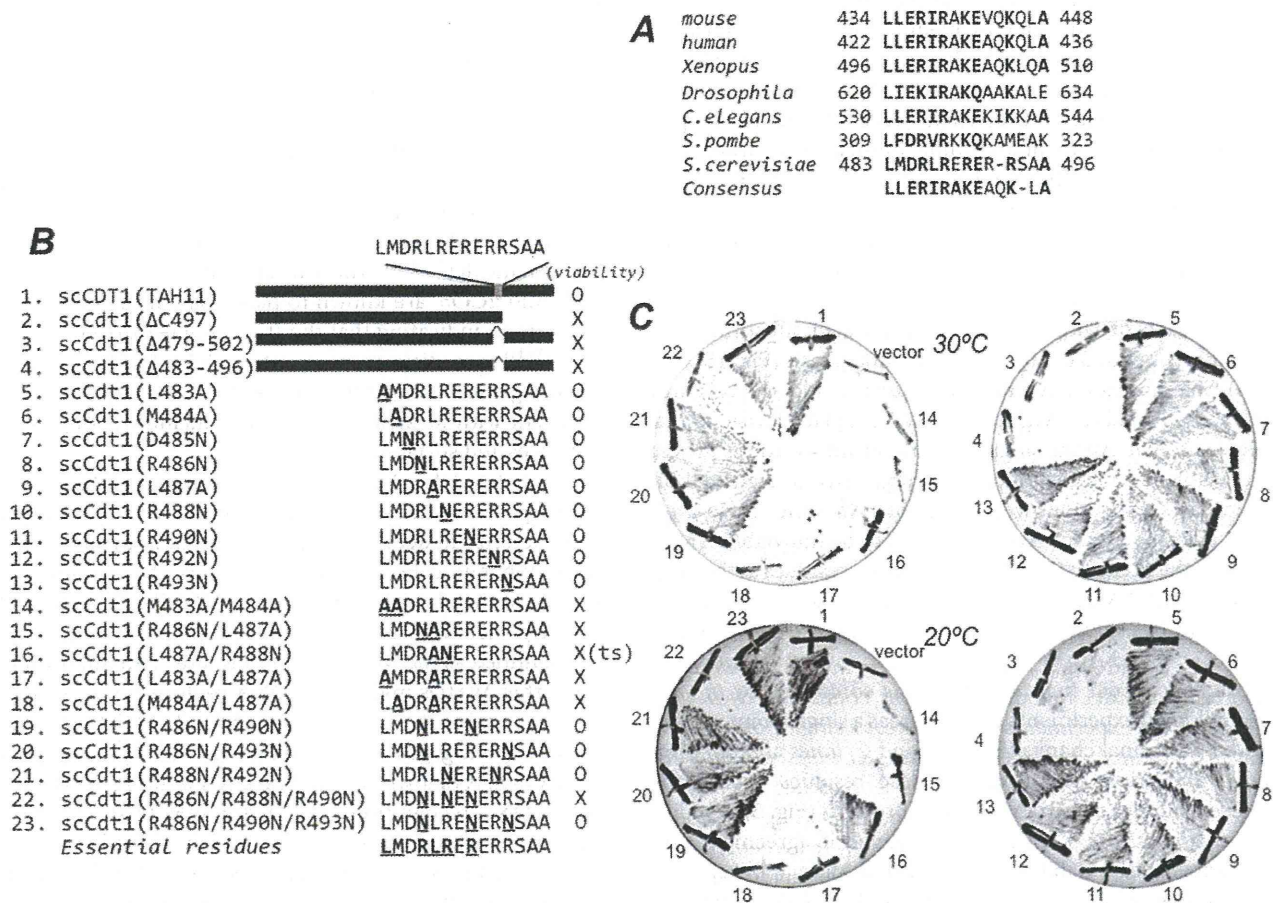 A
mouse 434 LLERIRAKEVQKQLA 448
human 422 LLERIRAKEAQKQLA 436
Xenopus 496 LLERIRAKEAQKLQA 510
Drosophila 620 LIEKIRAKQAAKALE 634
C.elegans 530 LLERIRAKEKIKKAA 544
S.pombe 309 LFDRVRKKQKAMEAK 323
S.cerevisiae 483 LMDRLRERER-RSAA 496
Consensus LLERIRAKEAQK-LA
B
LMDRLRERERRSAA
(viability)
1. scCDT1(TAH11) O
2. scCdt1(ΔC497) X
3. scCdt1(Δ479-502) X
4. scCdt1(Δ483-496) X
5. scCdt1(L483A) AMDRLRERERRSAA O
6. scCdt1(M484A) LADRLRERERRSAA O
7. scCdt1(D485N) LMNRLRERERRSAA O
8. scCdt1(R486N) LMDNLRERERRSAA O
9. scCdt1(L487A) LMDRARERERRSAA O
10. scCdt1(R488N) LMDRLNERERRSAA O
11. scCdt1(R490N) LMDRLRENERRSAA O
12. scCdt1(R492N) LMDRLRERENRSAA O
13. scCdt1(R493N) LMDRLRERERNSAA O
14. scCdt1(M483A/M484A) AADRLRERERRSAA X
15. scCdt1(R486N/L487A) LMDNARERERRSAA X
16. scCdt1(L487A/R488N) LMDRANERERRSAA X(ts)
17. scCdt1(L483A/L487A) AMDRARERERRSAA X
18. scCdt1(M484A/L487A) LADRARERERRSAA X
19. scCdt1(R486N/R490N) LMDNLRENERRSAA O
20. scCdt1(R486N/R493N) LMDNLRERERNSAA O
21. scCdt1(R488N/R492N) LMDRLNERENRSAA O
22. scCdt1(R486N/R488N/R490N) LMDNLNENERRSAA X
23. scCdt1(R486N/R490N/R493N) LMDNLRENERNSAA O
Essential residues LMDRLRERERRSAA
C
30ºC
23
1
vector
22
14
21
15
20
16
19
18
17
2
5
3
6
4
7
13
8
12
9
11
10
20ºC
23
1
vector
22
14
21
15
20
16
19
18
17
2
5
3
6
4
7
13
8
12
9
11
10